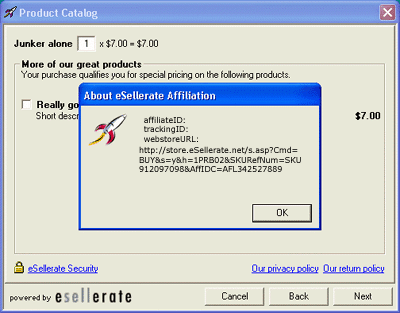 Product Catalog
Junker alone 1 x $7.00 = $7.00
More of our great products
Your purchase qualifies you for special pricing on the following products.
Really go
Short descr
$7.00
About eSellerate Affiliation
affiliateID:
trackingID:
webstoreURL:
http://store.eSellerate.net/s.asp?Cmd=
BUY&s=y&h=1PRB02&SKURefNum=SKU
912097098&AffIDC=AFL342527889
OK
eSellerate Security
Our privacy policy Our return policy
powered by esellerate
Cancel Back Next